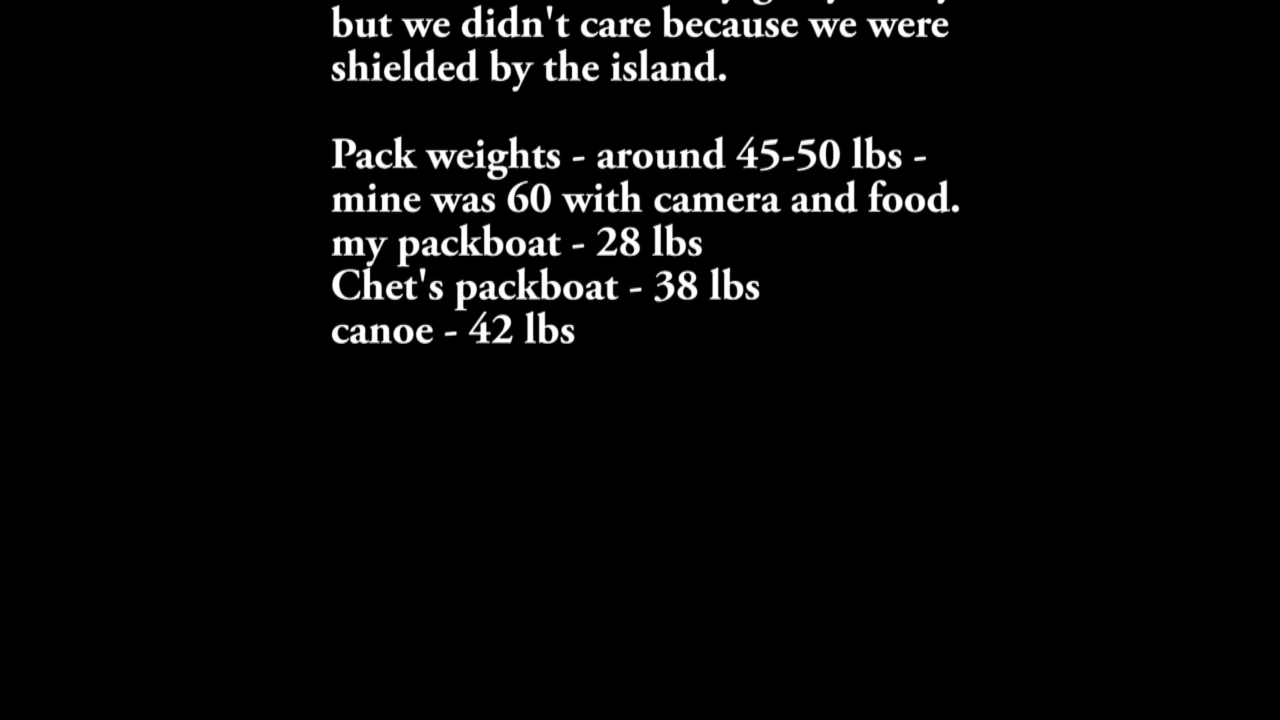 but we didn't care because we were
shielded by the island.
Pack weights - around 45-50 lbs -
mine was 60 with camera and food.
my packboat - 28 lbs
Chet's packboat - 38 lbs
canoe - 42 lbs